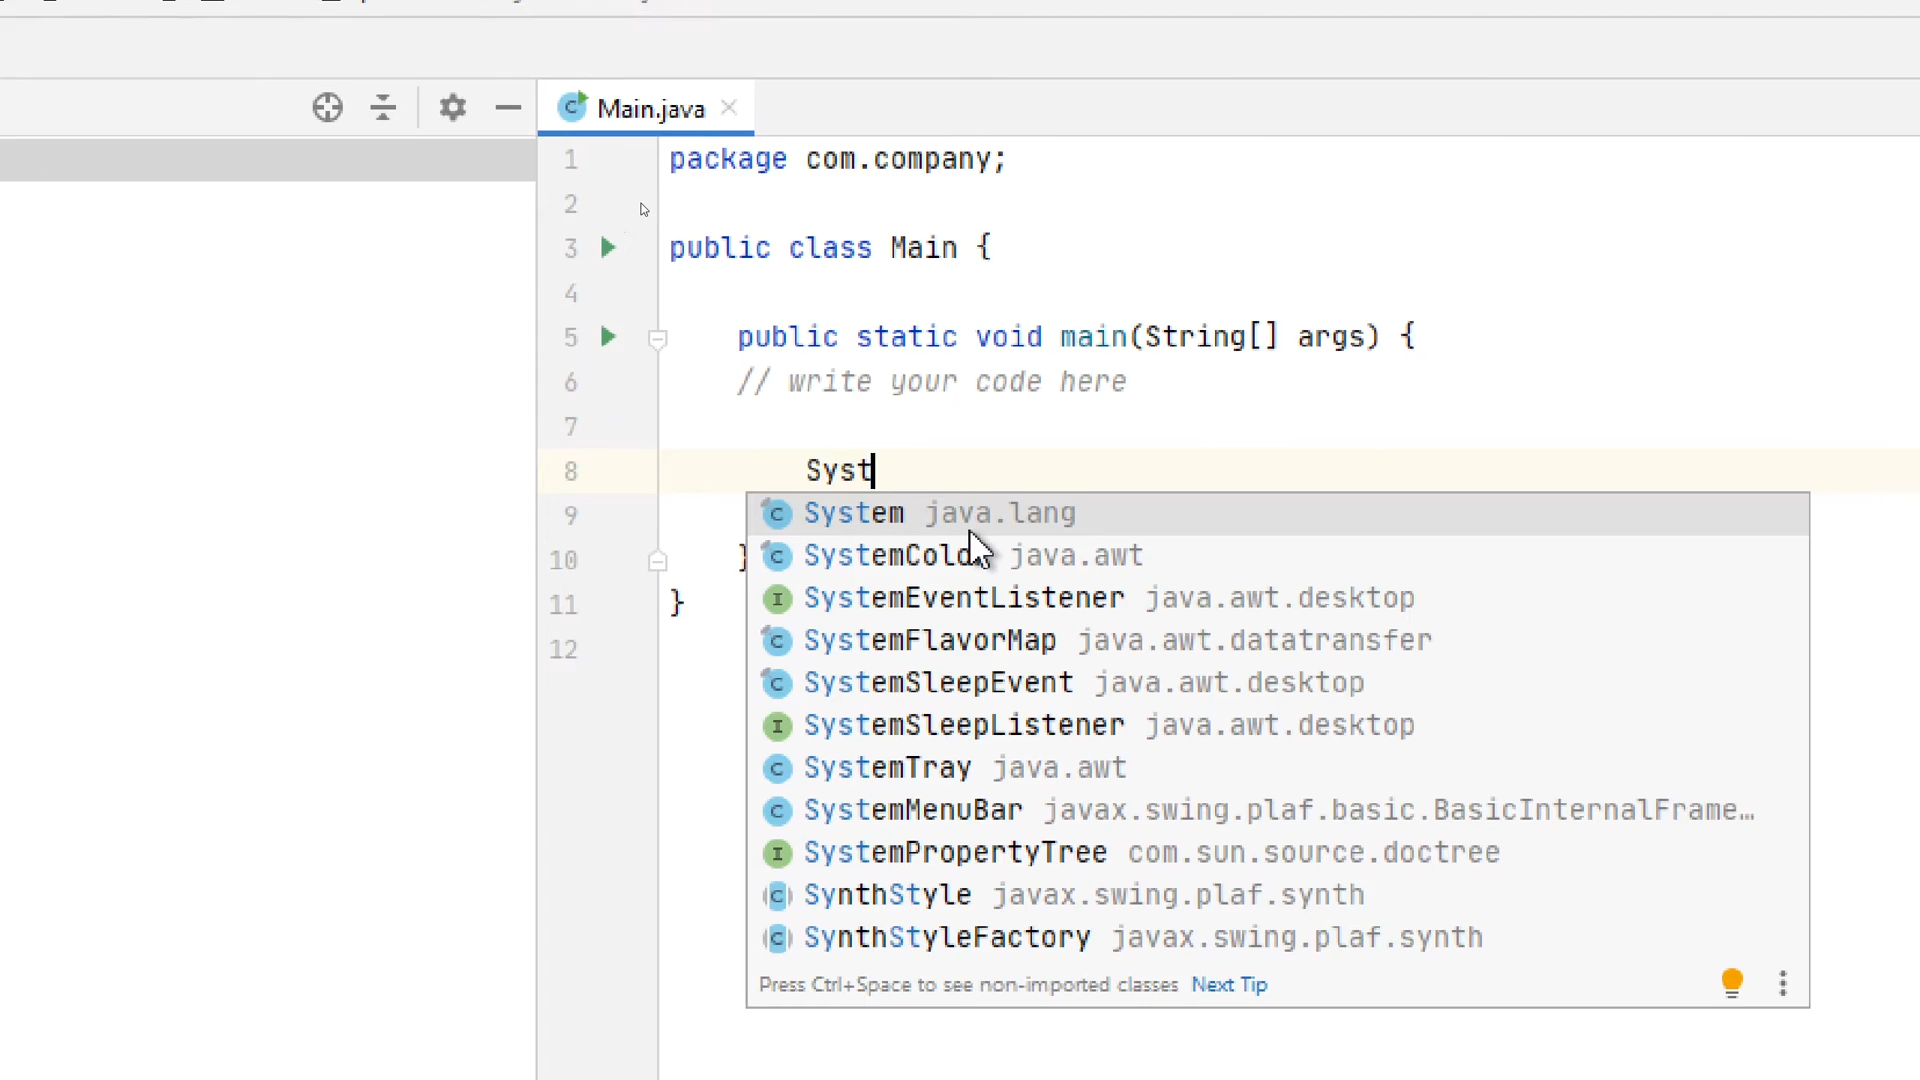 Main.java
1 package com.company;
2
3 public class Main {
4
5 public static void main(String[] args) {
6 // write your code here
7
8 Syst
System java.lang
9
SystemColo java.awt
10 }
SystemEventListener java.awt.desktop
11 }
SystemFlavorMap java.awt.datatransfer
12
SystemSleepEvent java.awt.desktop
SystemSleepListener java.awt.desktop
SystemTray java.awt
SystemMenuBar javax.swing.plaf.basic.BasicInternalFrame…
SystemPropertyTree com.sun.source.doctree
SynthStyle javax.swing.plaf.synth
SynthStyleFactory javax.swing.plaf.synth
Press Ctrl+Space to see non-imported classes Next Tip